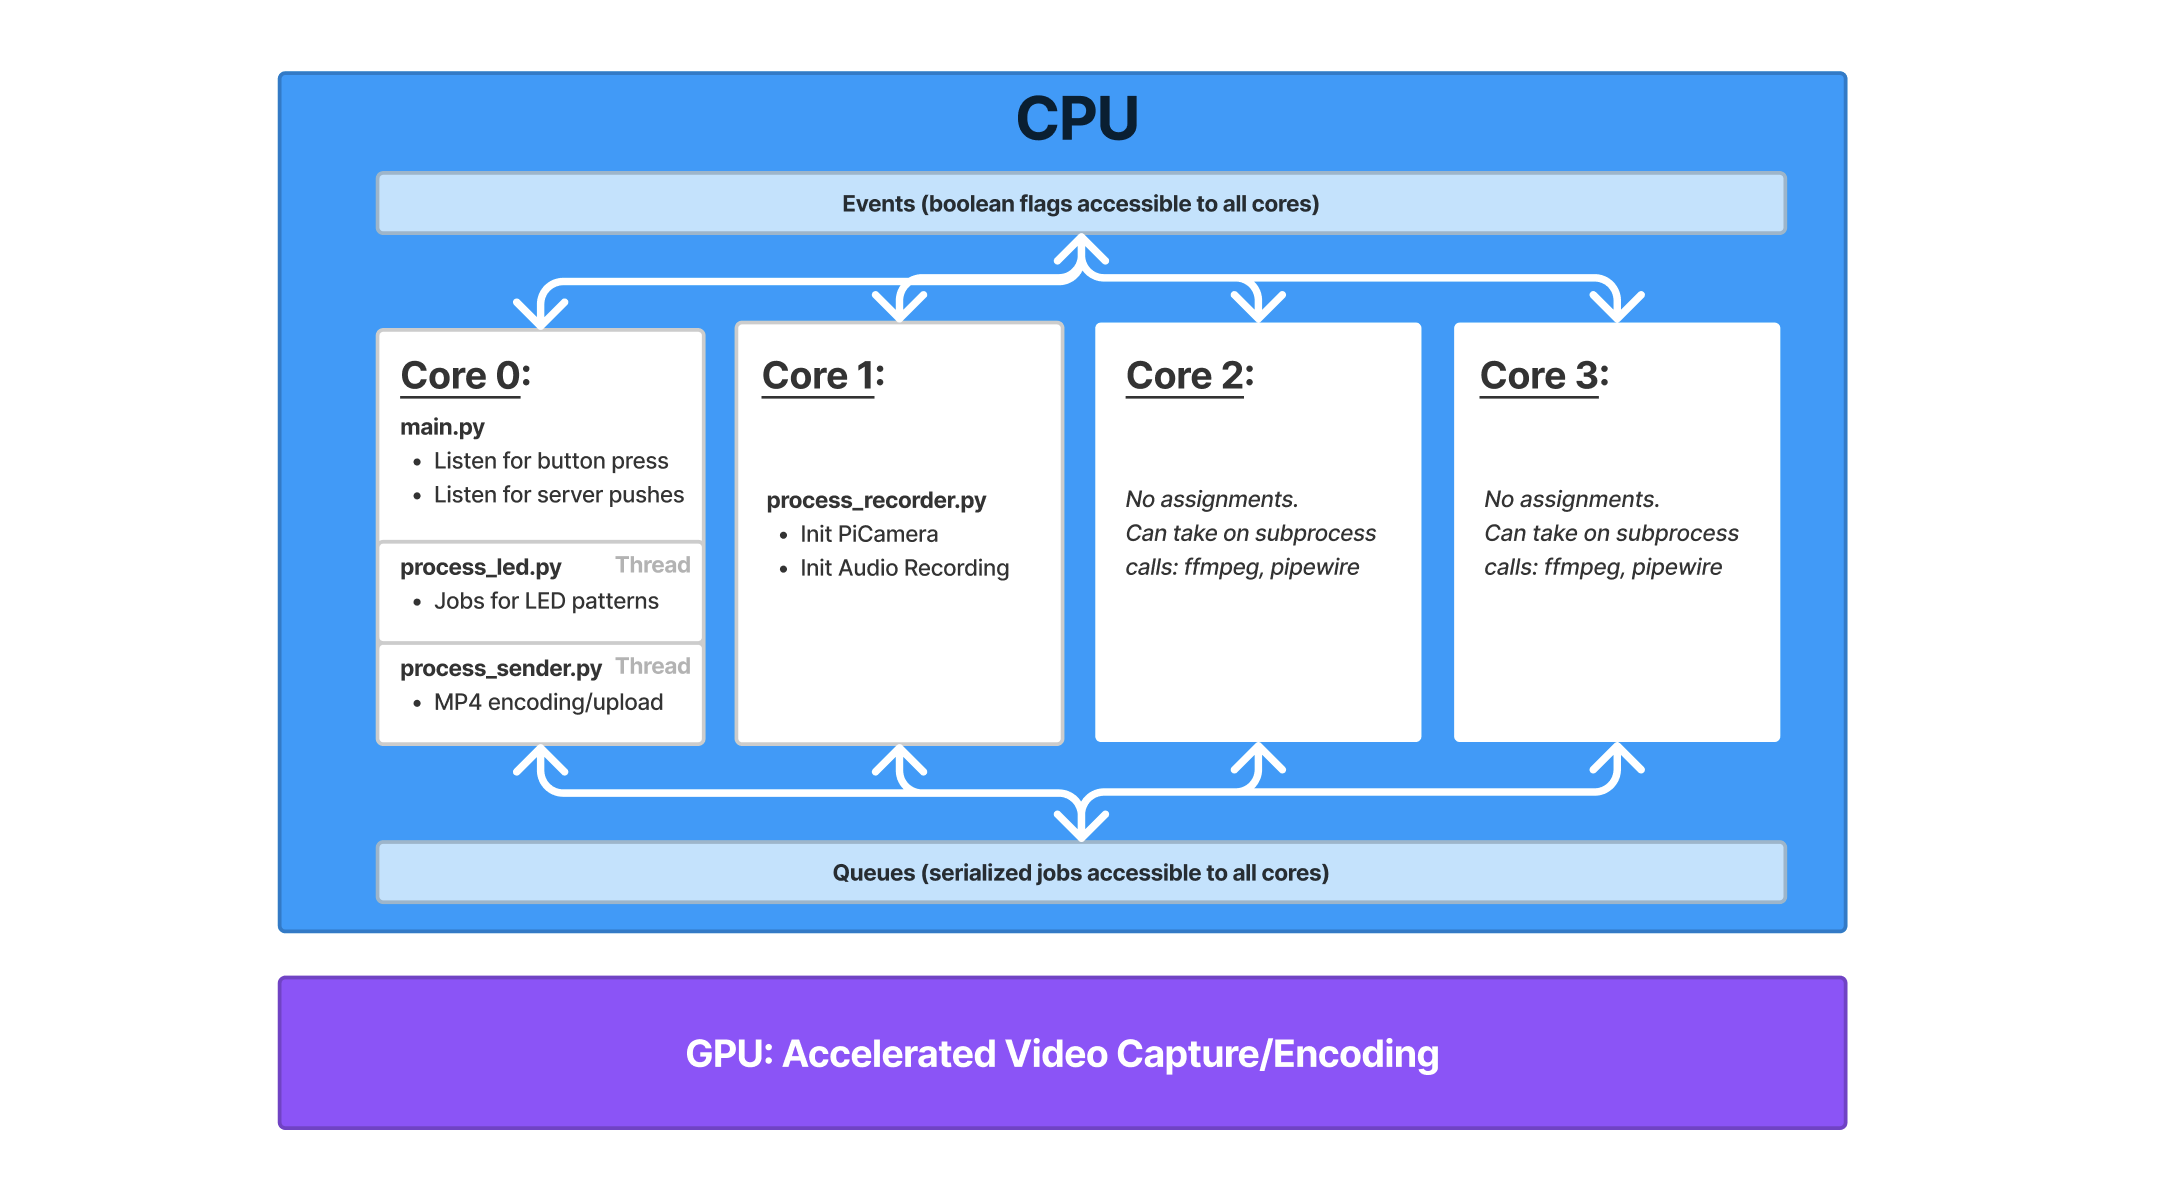 CPU
Events (boolean flags accessible to all cores)
Core 0:
main.py
• Listen for button press
• Listen for server pushes
process_led.py Thread
• Jobs for LED patterns
process_sender.py Thread
• MP4 encoding/upload
Core 1:
process_recorder.py
• Init PiCamera
• Init Audio Recording
Core 2:
No assignments.
Can take on subprocess
calls: ffmpeg, pipewire
Core 3:
No assignments.
Can take on subprocess
calls: ffmpeg, pipewire
Queues (serialized jobs accessible to all cores)
GPU: Accelerated Video Capture/Encoding